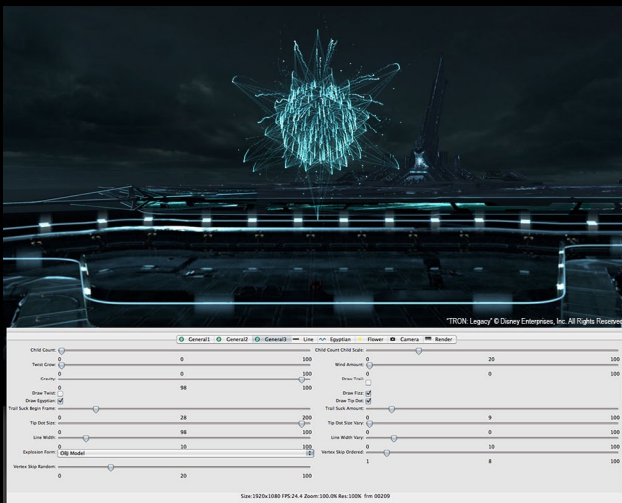 "TRON: Legacy" © Disney Enterprises, Inc. All Rights Reserved
General1 General2 General3 Line Egyptian Flower Camera Render
Child Count: Child Count Child Scale:
0 0 100 0 20 100
Twist Grow: Wind Amount:
0 0 100 0 0 100
Gravity: Draw Trail:
0 98 100
Draw Twist: Draw Fizz:
Draw Egyptian: Draw Tip Dot:
Trail Suck Begin Frame: Trail Suck Amount:
0 28 200 0 9 100
Tip Dot Size: Tip Dot Size Vary:
0 98 100 0 0 100
Line Width: Line Width Vary:
0 10 100 0 10 100
Explosion Form: OBJ Model Vertex Skip Ordered:
1 8 100
Vertex Skip Random:
0 20 100
Size:1920x1080 FPS:24.4 Zoom:100.0% Res:100% frm 00209